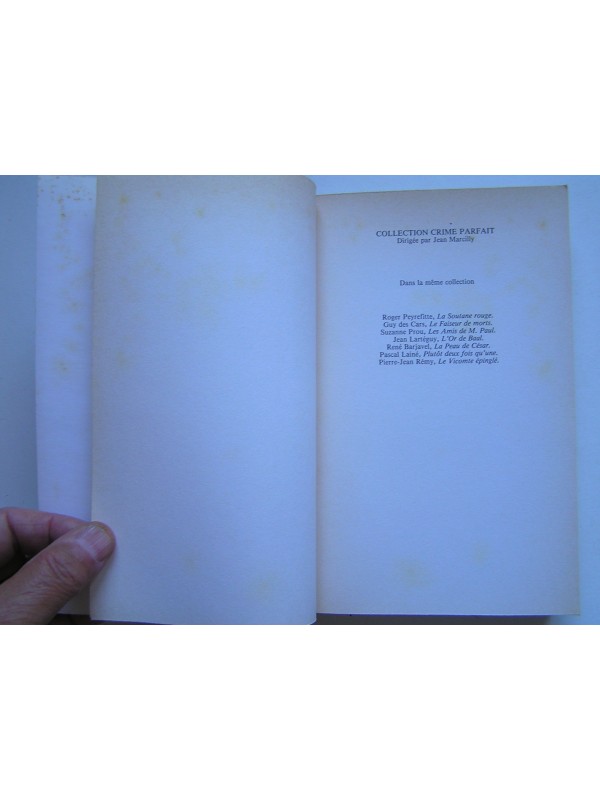 COLLECTION CRIME PARFAIT
Dirigée par Jean Marcilly
Dans la même collection
Roger Peyrefitte, La Soutane rouge.
Guy des Cars, Le Faiseur de morts.
Suzanne Prou, Les Amis de M. Paul.
Jean Lartéguy, L'Or de Baal.
René Barjavel, La Peau de César.
Pascal Lainé, Plutôt deux fois qu'une.
Pierre-Jean Rémy, Le Vicomte épinglé.